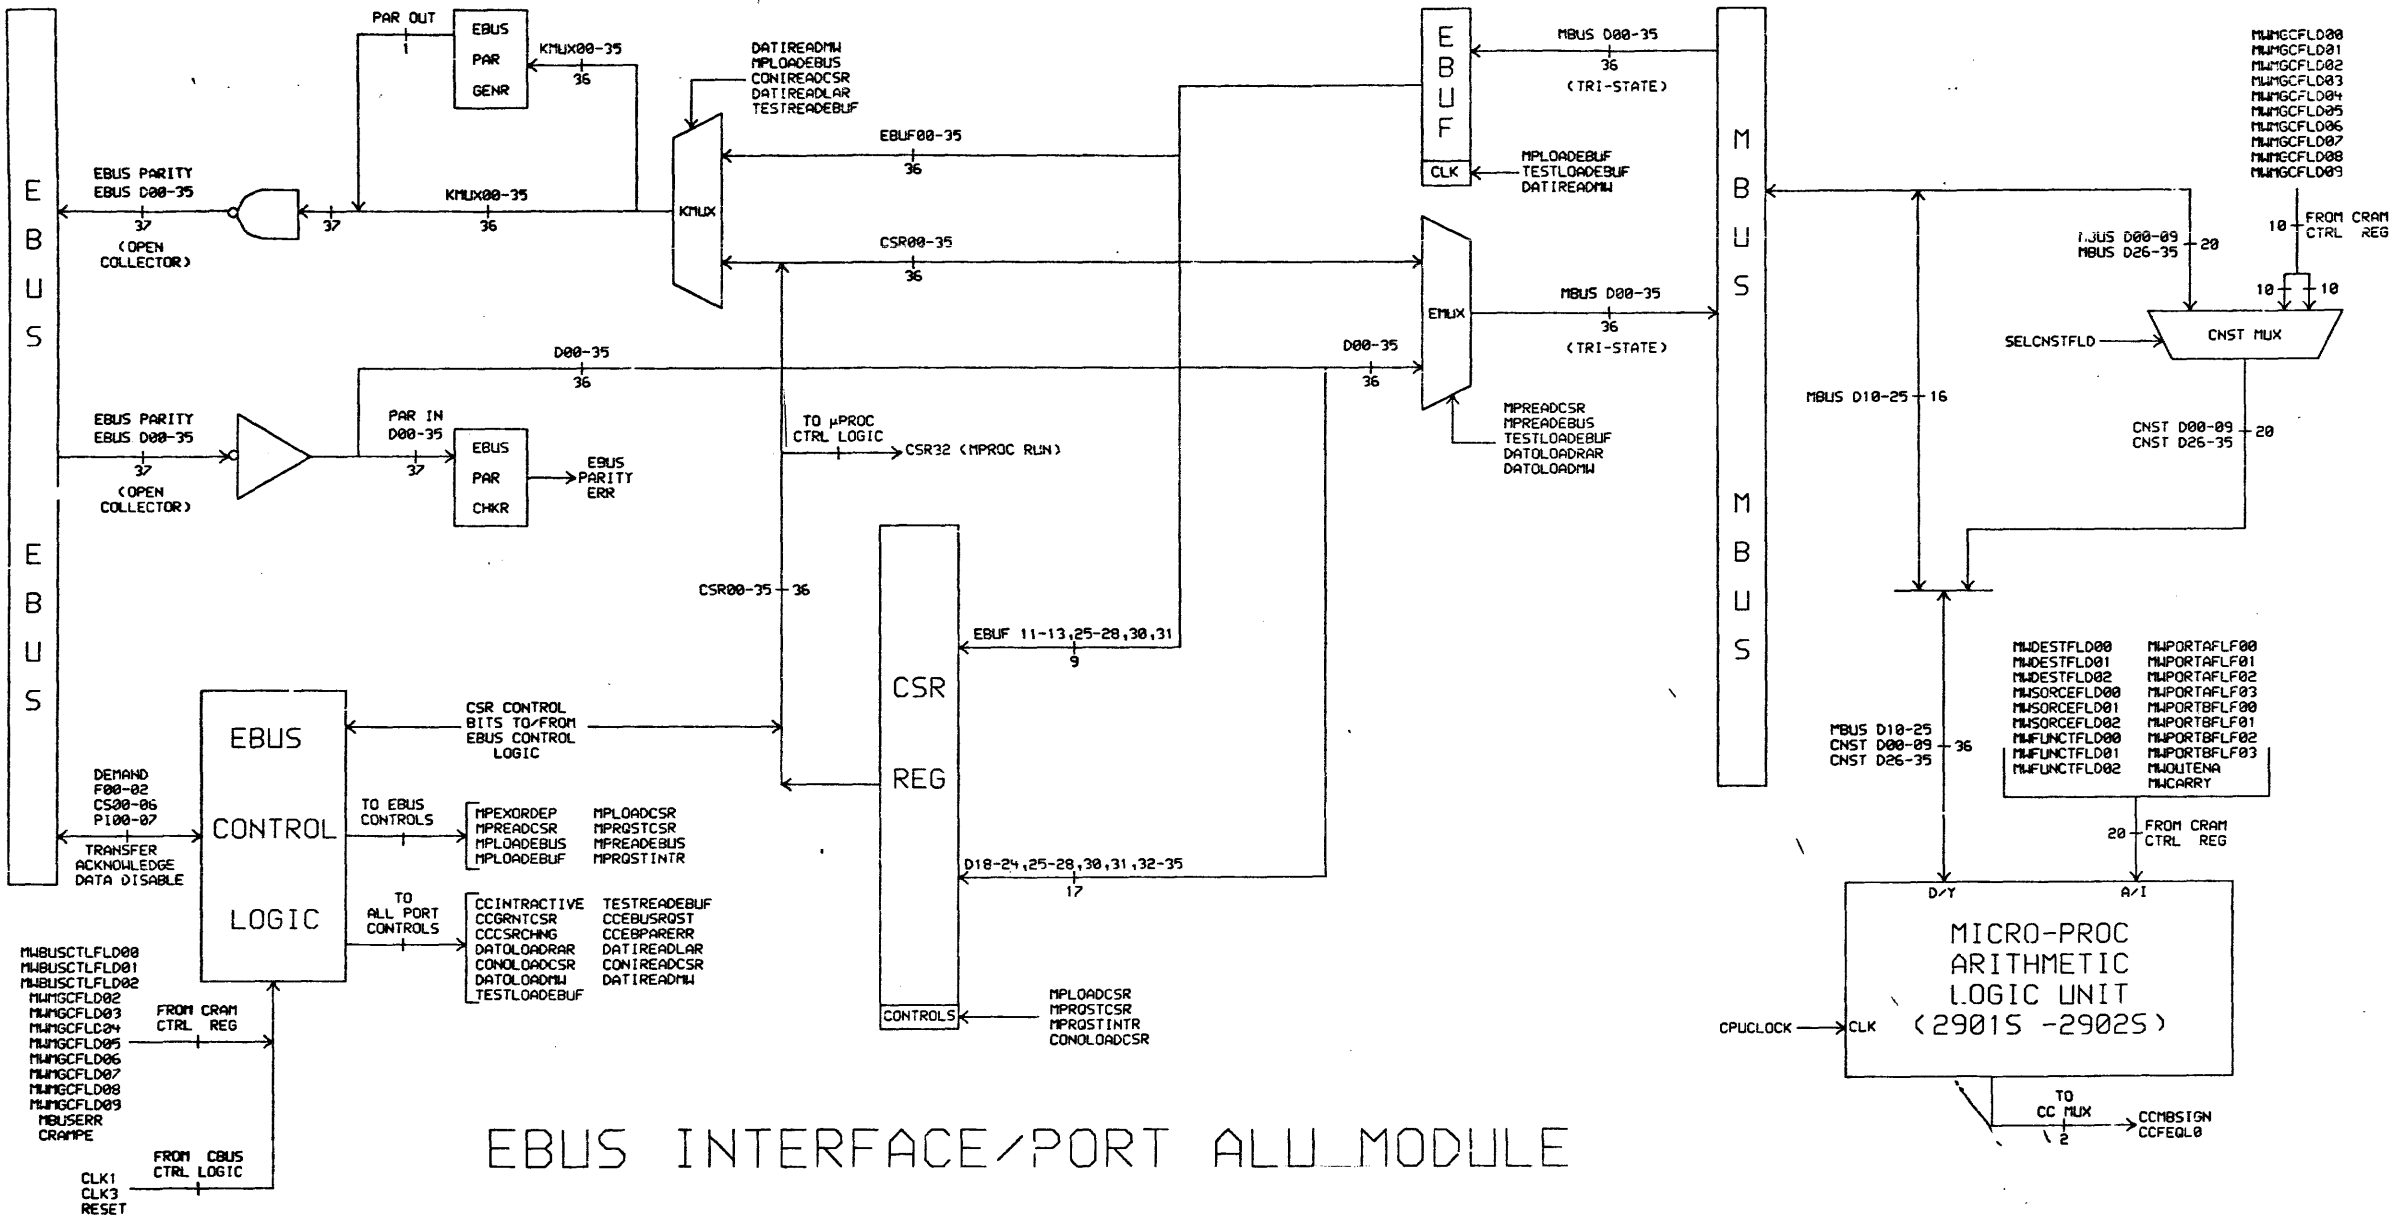 PAR OUT
1
EBUS
PAR
GENR
KMUX00-35
36
DATIREADMW
MPLOADEBUS
CONIREADCSR
DATIREADLAR
TESTREADEBUF
EBUF
MBUS D00-35
36
(TRI-STATE)
CLK
MPLOADEBUF
TESTLOADEBUF
DATIREADMW
MWMGCFLD00
MWMGCFLD01
MWMGCFLD02
MWMGCFLD03
MWMGCFLD04
MWMGCFLD05
MWMGCFLD06
MWMGCFLD07
MWMGCFLD08
MWMGCFLD09
10
FROM CRAM
CTRL REG
10
10
EBUS
EBUS
EBUS PARITY
EBUS D00-35
37
(OPEN
COLLECTOR)
37
KMUX00-35
36
KMUX
EBUF00-35
36
CSR00-35
36
EMUX
MBUS D00-35
36
(TRI-STATE)
MBUS
MBUS
MBUS D00-09
MBUS D26-35
20
SELCNSTFLD
CNST MUX
D00-35
36
D00-35
36
EBUS PARITY
EBUS D00-35
37
(OPEN
COLLECTOR)
PAR IN
D00-35
37
EBUS
PAR
CHKR
EBUS
PARITY
ERR
TO µPROC
CTRL LOGIC
CSR32 (MPROC RUN)
MPREADCSR
MPREADEBUS
TESTLOADEBUF
DATOLOADRAR
DATOLOADMW
MBUS D10-25
16
CNST D00-09
CNST D26-35
20
CSR00-35
36
EBUF 11-13,25-28,30,31
9
CSR
REG
D18-24,25-28,30,31,32-35
17
CONTROLS
MPLOADCSR
MPRQSTCSR
MPRQSTINTR
CONOLOADCSR
CSR CONTROL
BITS TO/FROM
EBUS CONTROL
LOGIC
EBUS
CONTROL
LOGIC
DEMAND
F00-02
CS00-06
PI00-07
TRANSFER
ACKNOWLEDGE
DATA DISABLE
TO EBUS
CONTROLS
MPEXORDEP MPLOADCSR
MPREADCSR MPRQSTCSR
MPLOADEBUS MPREADEBUS
MPLOADEBUF MPRQSTINTR
TO
ALL PORT
CONTROLS
CCINTRACTIVE TESTREADEBUF
CCGRNTCSR CCEBUSRQST
CCCSRCHNG CCEBPARERR
DATOLOADRAR DATIREADLAR
CONOLOADCSR CONIREADCSR
DATOLOADMW DATIREADMW
TESTLOADEBUF
MWBUSCTLFLD00
MWBUSCTLFLD01
MWBUSCTLFLD02
MWMGCFLD02
MWMGCFLD03
MWMGCFLD04
MWMGCFLD05
MWMGCFLD06
MWMGCFLD07
MWMGCFLD08
MWMGCFLD09
MBUSERR
CRAMPE
FROM CRAM
CTRL REG
FROM CBUS
CTRL LOGIC
CLK1
CLK3
RESET
MBUS D10-25
CNST D00-09
CNST D26-35
36
MWDESTFLD00 MWPORTAFLF00
MWDESTFLD01 MWPORTAFLF01
MWDESTFLD02 MWPORTAFLF02
MWSORCEFLD00 MWPORTAFLF03
MWSORCEFLD01 MWPORTBFLF00
MWSORCEFLD02 MWPORTBFLF01
MWFUNCTFLD00 MWPORTBFLF02
MWFUNCTFLD01 MWPORTBFLF03
MWFUNCTFLD02 MWOUTENA
MWCARRY
20
FROM CRAM
CTRL REG
D/Y
A/I
MICRO-PROC
ARITHMETIC
LOGIC UNIT
(2901S -2902S)
CPUCLOCK
CLK
TO
CC MUX
2
CCMBSIGN
CCFEQL0
EBUS INTERFACE/PORT ALU MODULE